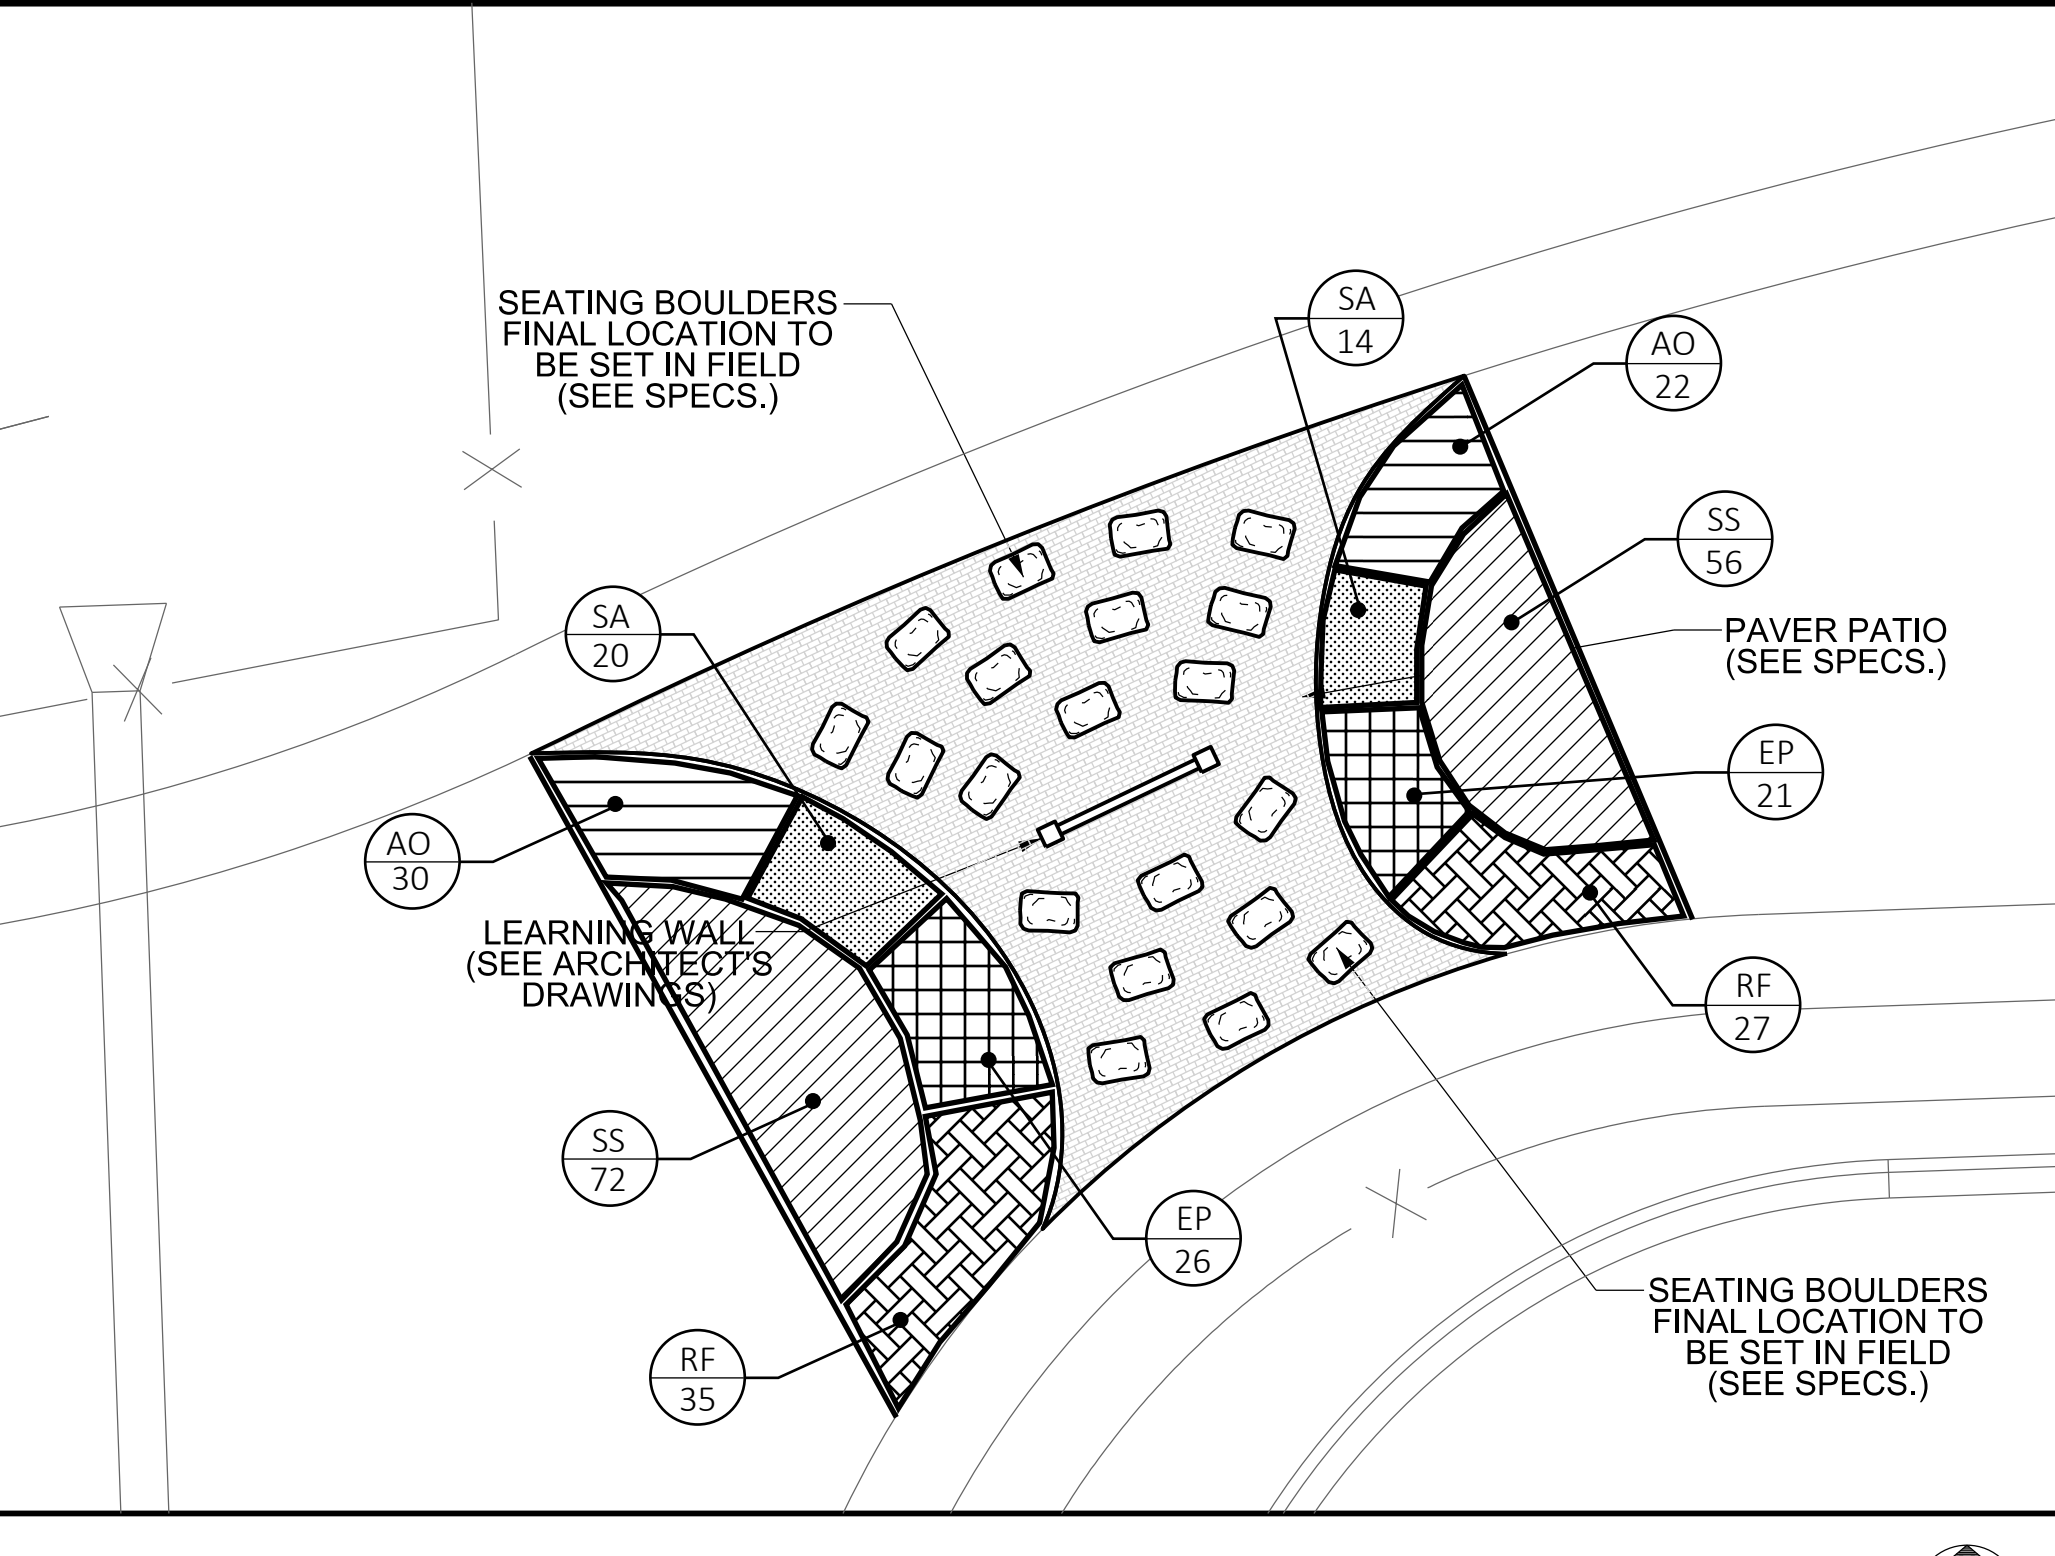 SEATING BOULDERS
FINAL LOCATION TO
BE SET IN FIELD
(SEE SPECS.)
SA
14
AO
22
SS
56
SA
20
PAVER PATIO
(SEE SPECS.)
EP
21
AO
30
LEARNING WALL
(SEE ARCHITECT'S
DRAWINGS)
RF
27
SS
72
EP
26
SEATING BOULDERS
FINAL LOCATION TO
BE SET IN FIELD
(SEE SPECS.)
RF
35